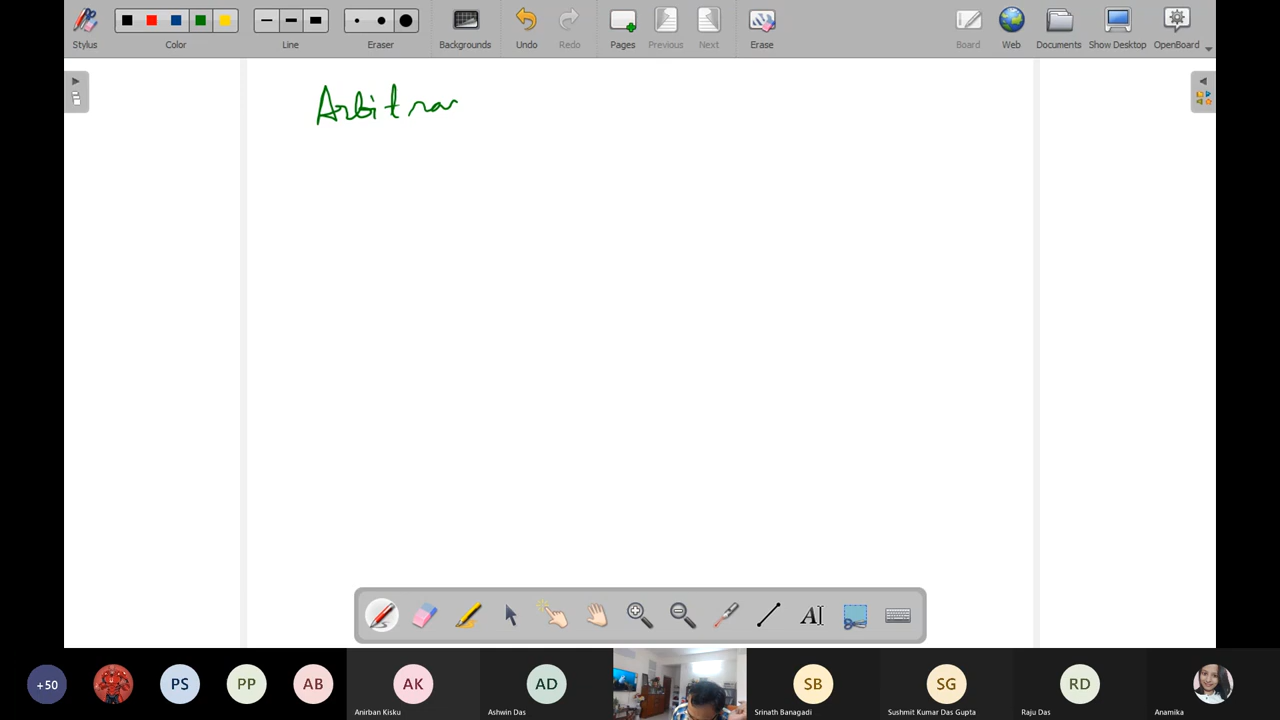 Stylus
Color
Line
Eraser
Backgrounds
Undo
Redo
Pages
Previous
Next
Erase
Board
Web
Documents
Show Desktop
OpenBoard
Arbitrar
AI
+50
PS
PP
AB
AK
Anirban Kisku
AD
Ashwin Das
SB
Srinath Banagadi
SG
Sushmit Kumar Das Gupta
RD
Raju Das
Anamika